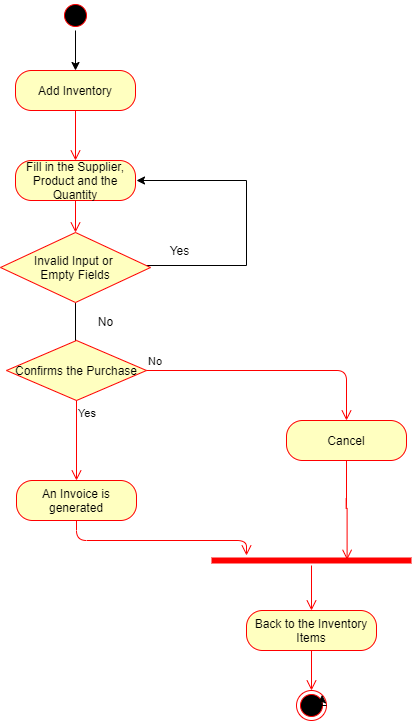 Add Inventory
Fill in the Supplier,
Product and the
Quantity
Yes
Invalid Input or
Empty Fields
No
No
Confirms the Purchase
Yes
Cancel
An Invoice is
generated
Back to the Inventory
Items